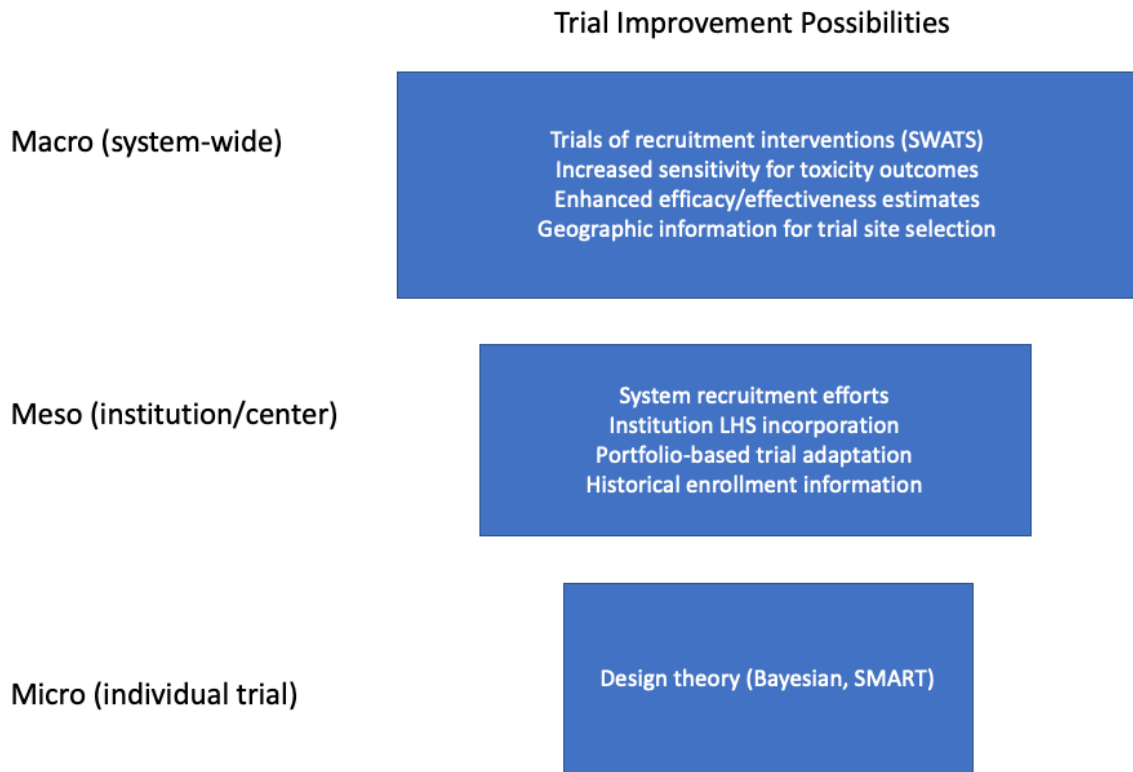 Trial Improvement Possibilities
Macro (system-wide)
Trials of recruitment interventions (SWATS)
Increased sensitivity for toxicity outcomes
Enhanced efficacy/effectiveness estimates
Geographic information for trial site selection
Meso (institution/center)
System recruitment efforts
Institution LHS incorporation
Portfolio-based trial adaptation
Historical enrollment information
Micro (individual trial)
Design theory (Bayesian, SMART)